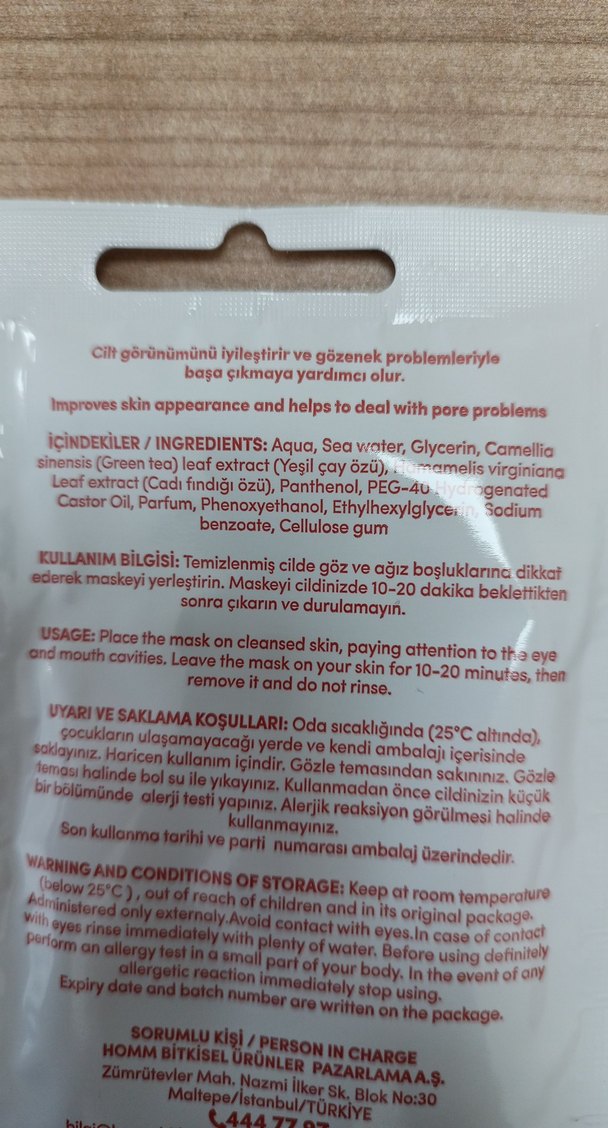 Cilt görünümünü iyileştirir ve gözenek problemleriyle
başa çıkmaya yardımcı olur.
Improves skin appearance and helps to deal with pore problems
İÇİNDEKİLER / INGREDIENTS: Aqua, Sea water, Glycerin, Camellia
sinensis (Green tea) leaf extract (Yeşil çay özü), Hamamelis virginiana
Leaf extract (Cadı fındığı özü), Panthenol, PEG-40 Hydrogenated
Castor Oil, Parfum, Phenoxyethanol, Ethylhexylglycerin, Sodium
benzoate, Cellulose gum
KULLANIM BİLGİSİ: Temizlenmiş cilde göz ve ağız boşluklarına dikkat
ederek maskeyi yerleştirin. Maskeyi cildinizde 10-20 dakika beklettikten
sonra çıkarın ve durulamayın.
USAGE: Place the mask on cleansed skin, paying attention to the eye
and mouth cavities. Leave the mask on your skin for 10-20 minutes, then
remove it and do not rinse.
UYARI VE SAKLAMA KOŞULLARI: Oda sıcaklığında (25°C altında),
çocukların ulaşamayacağı yerde ve kendi ambalajı içerisinde
saklayınız. Haricen kullanım içindir. Gözle temasından sakınınız. Gözle
teması halinde bol su ile yıkayınız. Kullanmadan önce cildinizin küçük
bir bölümünde alerji testi yapınız. Alerjik reaksiyon görülmesi halinde
kullanmayınız.
Son kullanma tarihi ve parti numarası ambalaj üzerindedir.
WARNING AND CONDITIONS OF STORAGE: Keep at room temperature
(below 25°C ) , out of reach of children and in its original package.
Administered only externaly.Avoid contact with eyes.In case of contact
with eyes rinse immediately with plenty of water. Before using definitely
perform an allergy test in a small part of your body. In the event of any
allergetic reaction immediately stop using.
Expiry date and batch number are written on the package.
SORUMLU KİŞİ / PERSON IN CHARGE
HOMM BİTKİSEL ÜRÜNLER PAZARLAMA A.Ş.
Zümrütevler Mah. Nazmi İlker Sk. Blok No:30
Maltepe/İstanbul/TÜRKİYE
444 77 97